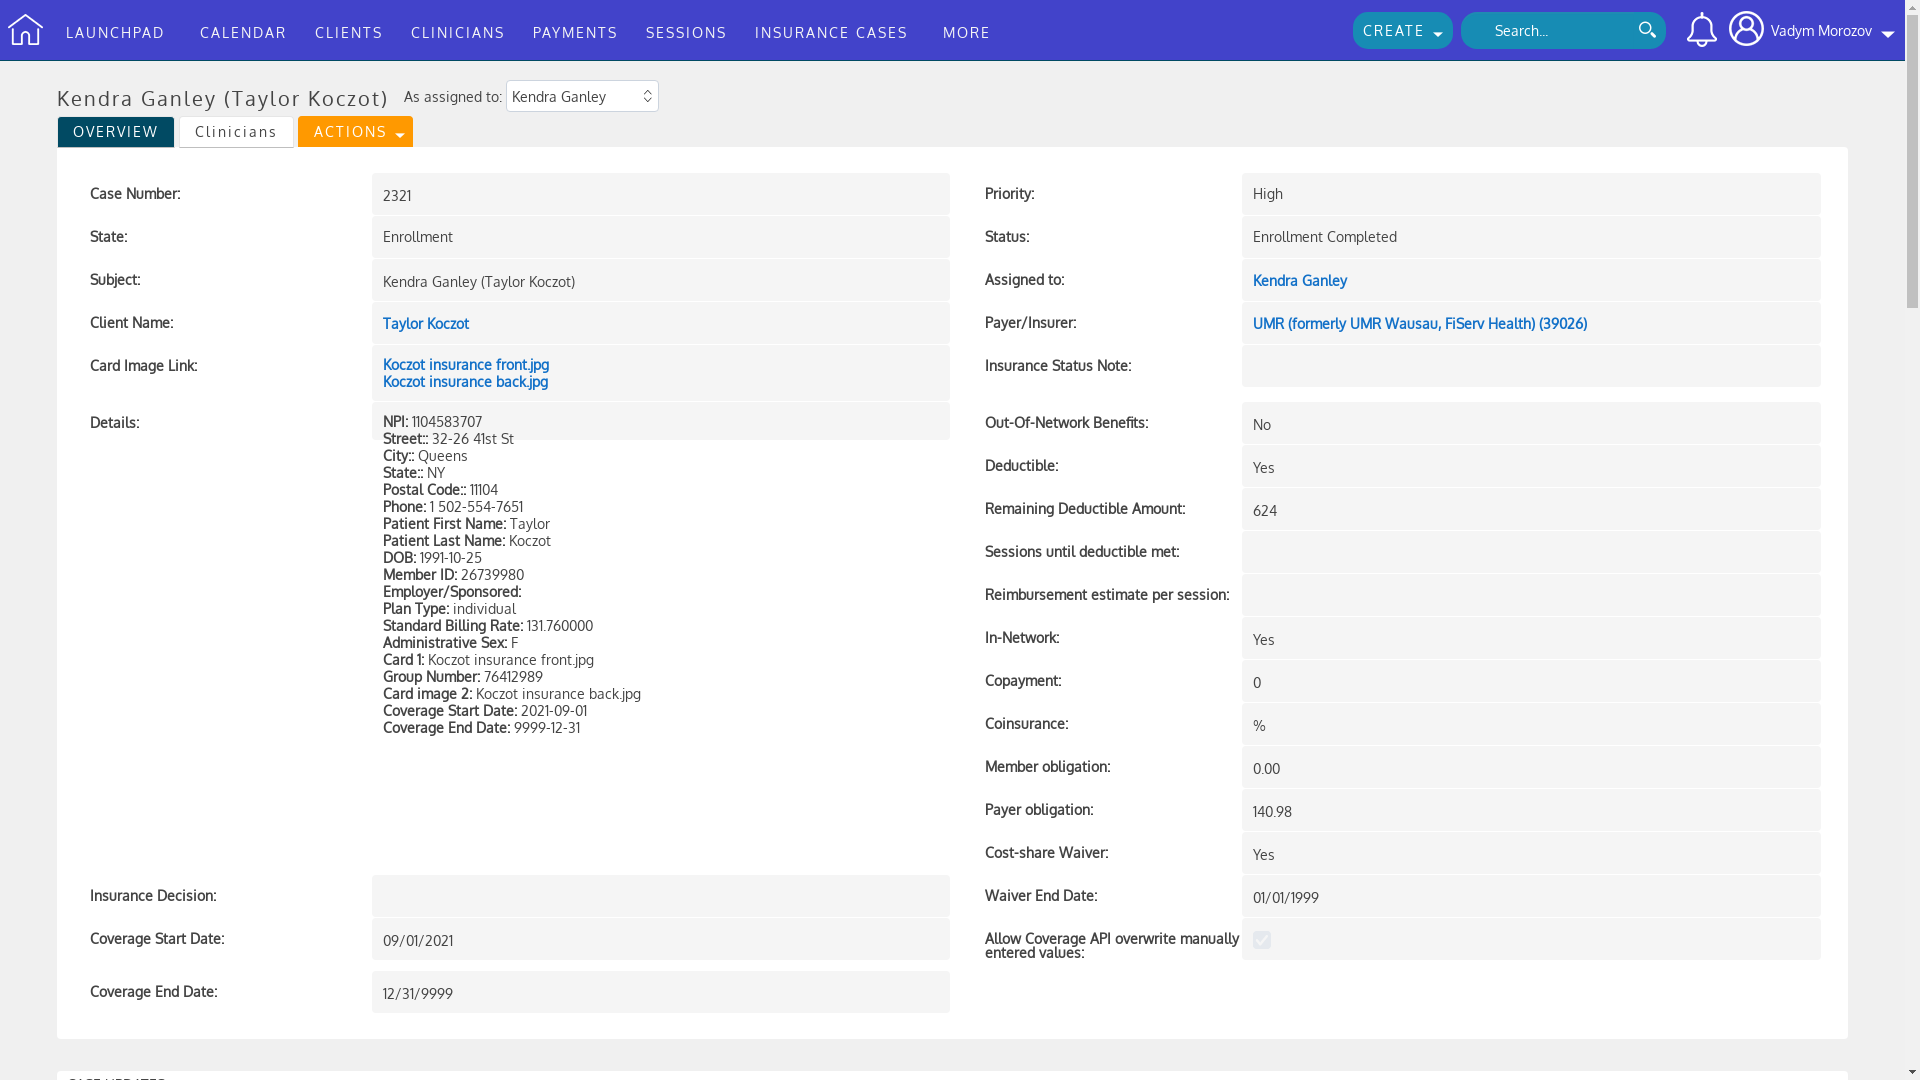 LAUNCHPAD CALENDAR CLIENTS CLINICIANS PAYMENTS SESSIONS INSURANCE CASES MORE CREATE Search... Vadym Morozov
Kendra Ganley (Taylor Koczot) As assigned to: Kendra Ganley
OVERVIEW Clinicians ACTIONS
Case Number: 2321 Priority: High
State: Enrollment Status: Enrollment Completed
Subject: Kendra Ganley (Taylor Koczot) Assigned to: Kendra Ganley
Client Name: Taylor Koczot Payer/Insurer: UMR (formerly UMR Wausau, FiServ Health) (39026)
Card Image Link: Koczot insurance front.jpg Insurance Status Note:
Koczot insurance back.jpg
Details: NPI: 1104583707 Out-Of-Network Benefits: No
Street:: 32-26 41st St
City:: Queens
State:: NY Deductible: Yes
Postal Code:: 11104
Phone: 1 502-554-7651 Remaining Deductible Amount: 624
Patient First Name: Taylor
Patient Last Name: Koczot
DOB: 1991-10-25 Sessions until deductible met:
Member ID: 26739980
Employer/Sponsored: Reimbursement estimate per session:
Plan Type: individual
Standard Billing Rate: 131.760000
Administrative Sex: F In-Network: Yes
Card 1: Koczot insurance front.jpg
Group Number: 76412989 Copayment: 0
Card image 2: Koczot insurance back.jpg
Coverage Start Date: 2021-09-01
Coverage End Date: 9999-12-31 Coinsurance: %
Member obligation: 0.00
Payer obligation: 140.98
Cost-share Waiver: Yes
Insurance Decision: Waiver End Date: 01/01/1999
Coverage Start Date: 09/01/2021 Allow Coverage API overwrite manually
entered values:
Coverage End Date: 12/31/9999